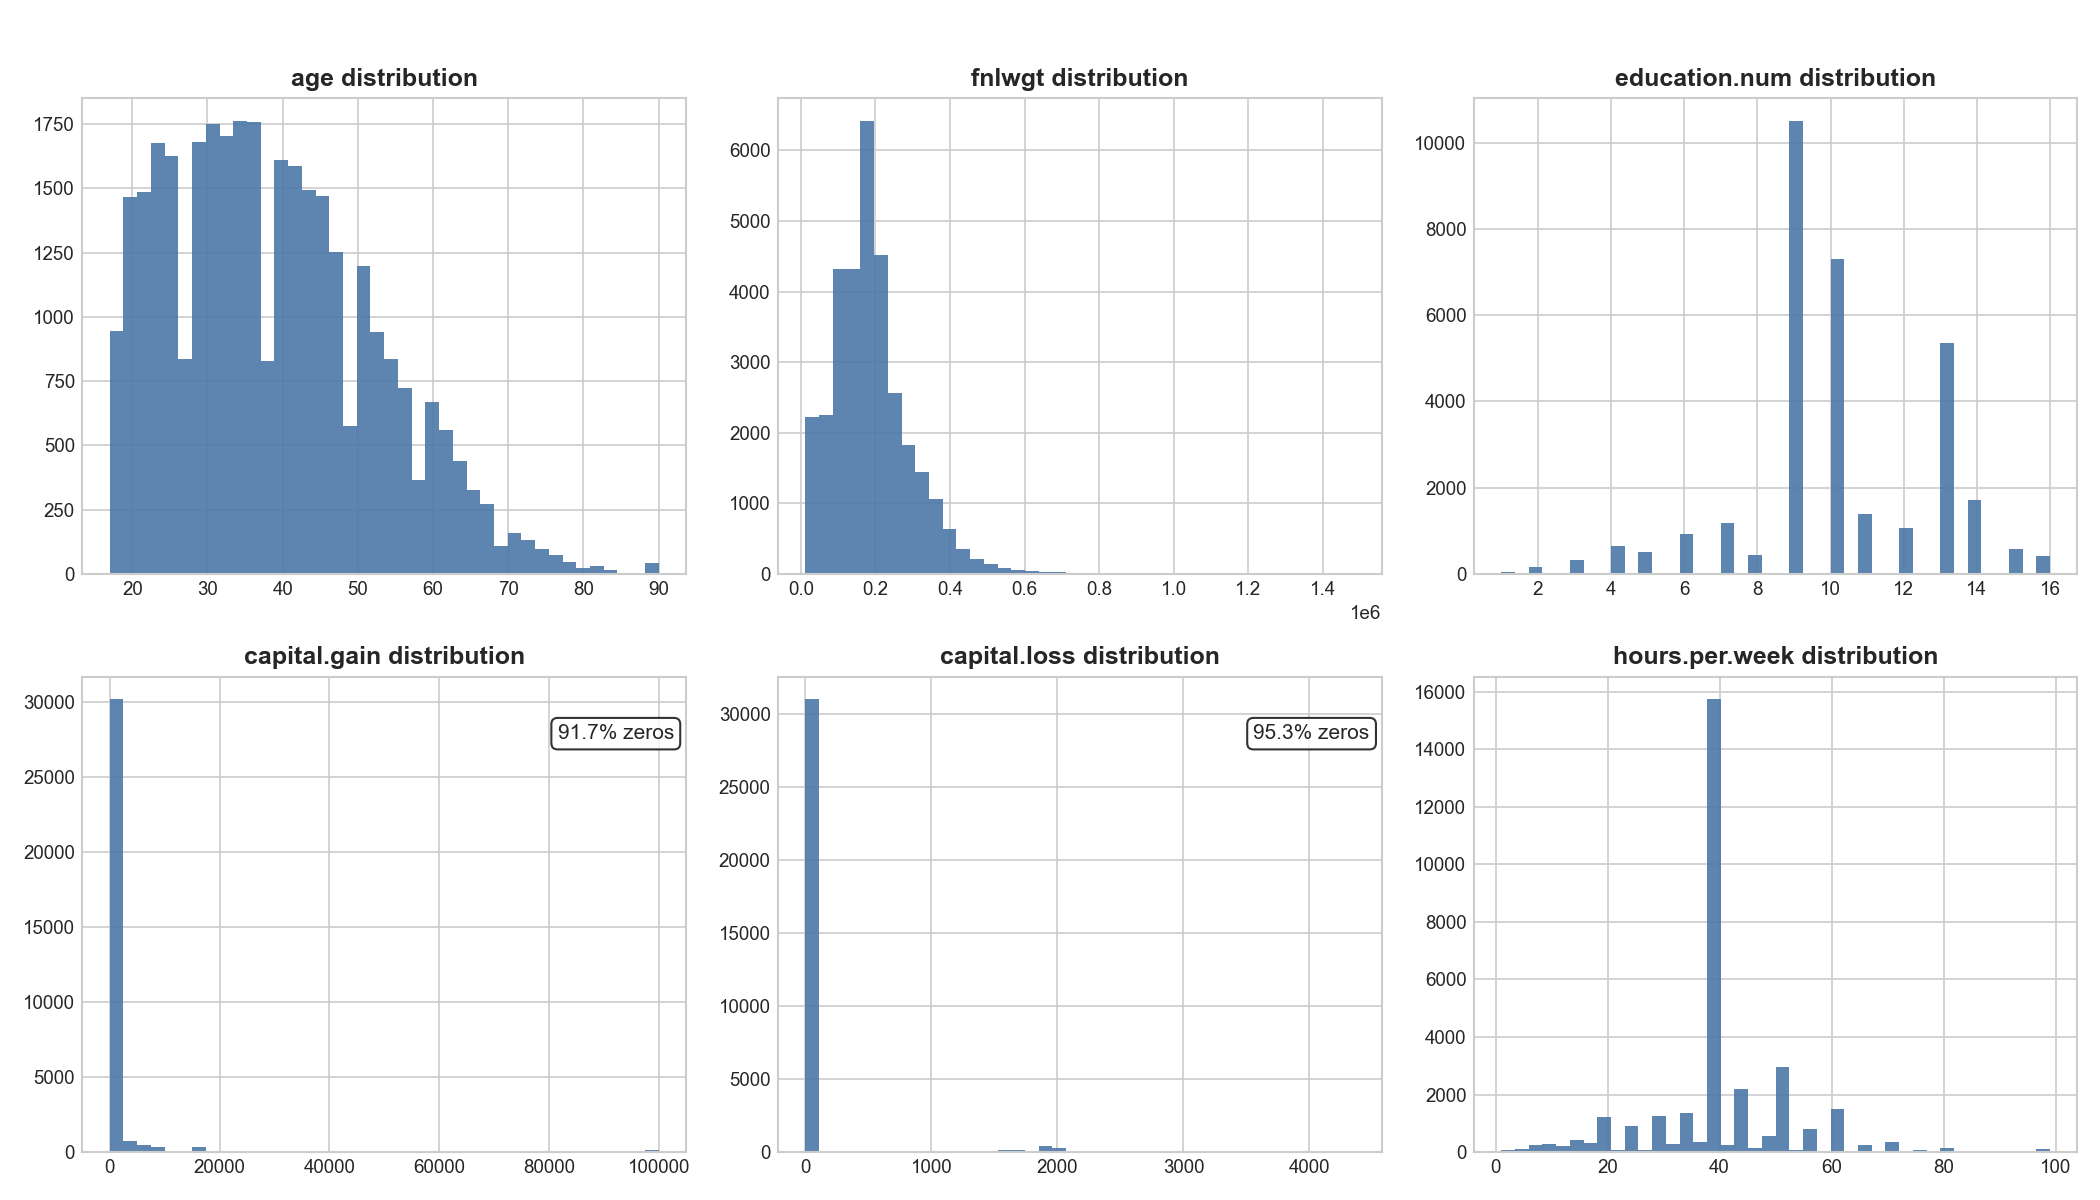 age distribution
1750
1500
1250
1000
750
500
250
0
20 30 40 50 60 70 80 90
fnlwgt distribution
6000
5000
4000
3000
2000
1000
0
0.0 0.2 0.4 0.6 0.8 1.0 1.2 1.4
1e6
education.num distribution
10000
8000
6000
4000
2000
0
2 4 6 8 10 12 14 16
capital.gain distribution
91.7% zeros
30000
25000
20000
15000
10000
5000
0
0 20000 40000 60000 80000 100000
capital.loss distribution
95.3% zeros
30000
25000
20000
15000
10000
5000
0
0 1000 2000 3000 4000
hours.per.week distribution
16000
14000
12000
10000
8000
6000
4000
2000
0
0 20 40 60 80 100